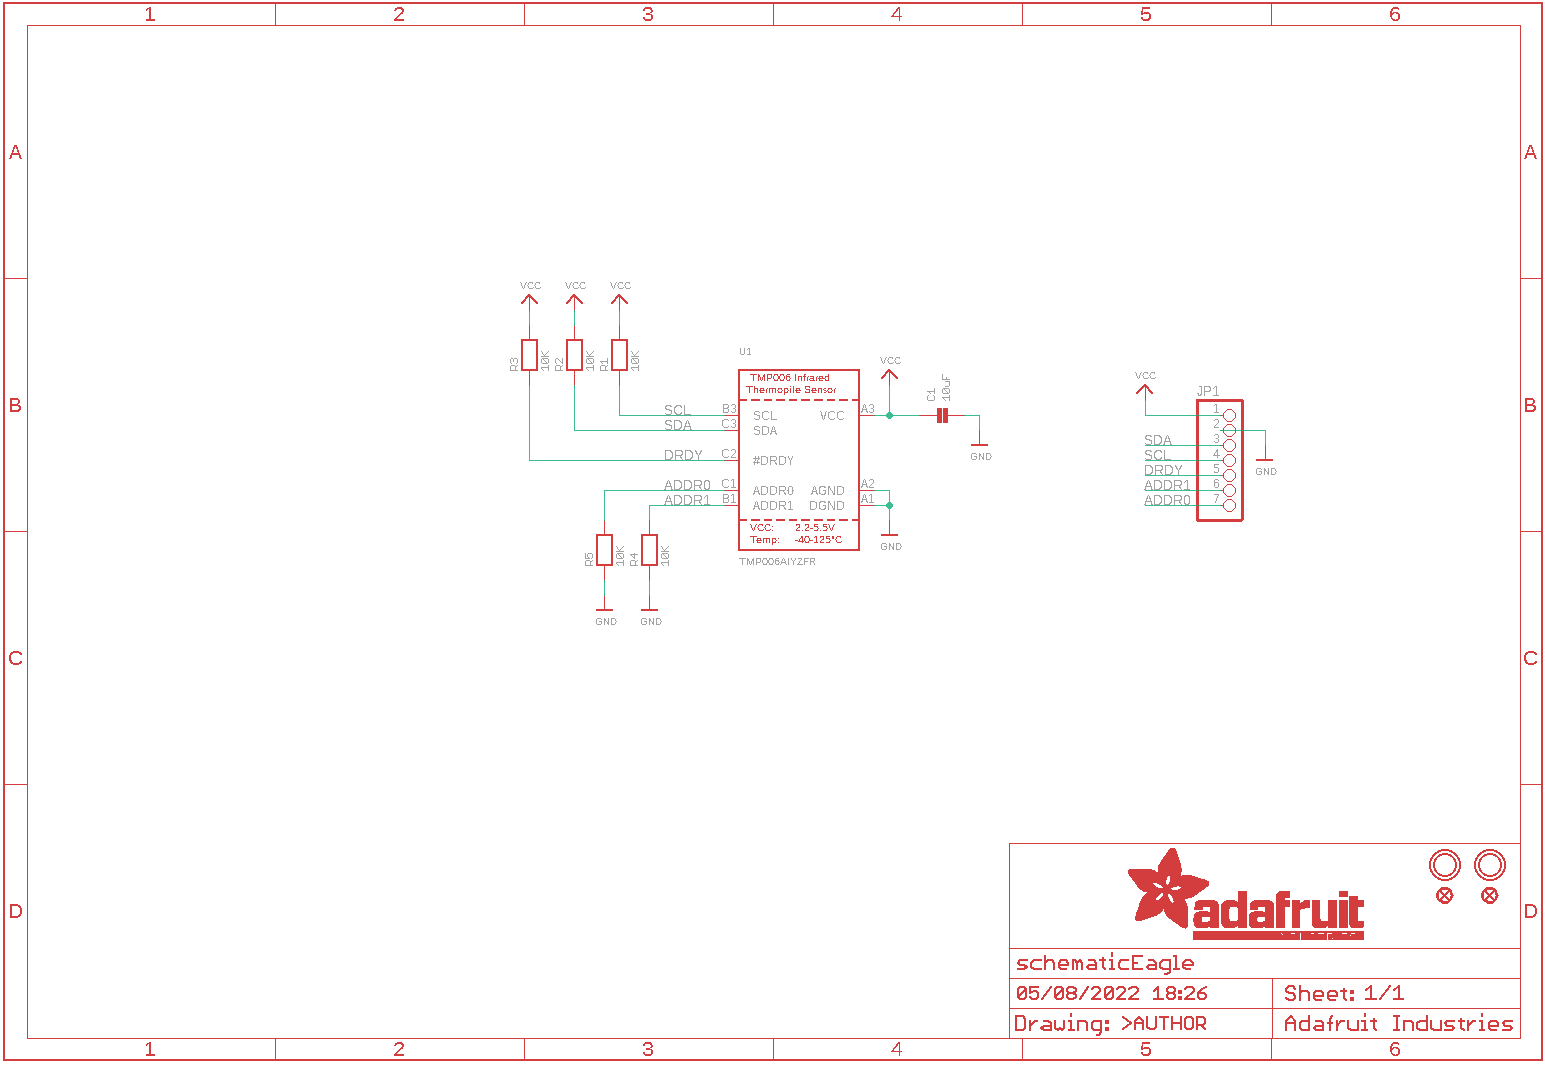 1 2 3 4 5 6
A A
VCC VCC VCC
R3 10K R2 10K R1 10K
U1
TMP006 Infrared
Thermopile Sensor
VCC
C1 10uF
VCC
JP1
B B
SCL B3 SCL VCC A3
SDA C3 SDA
DRDY C2 #DRDY
GND
ADDR0 C1 ADDR0 AGND A2
ADDR1 B1 ADDR1 DGND A1
VCC: 2.2-5.5V
Temp: -40-125°C
GND
TMP006AIYZFR
1
2
SDA 3
SCL 4
DRDY 5
ADDR1 6
ADDR0 7
GND
R5 10K R4 10K
GND GND
C C
D D
adafruit
schematicEagle
05/08/2022 18:26 Sheet: 1/1
Drawing: >AUTHOR Adafruit Industries
1 2 3 4 5 6